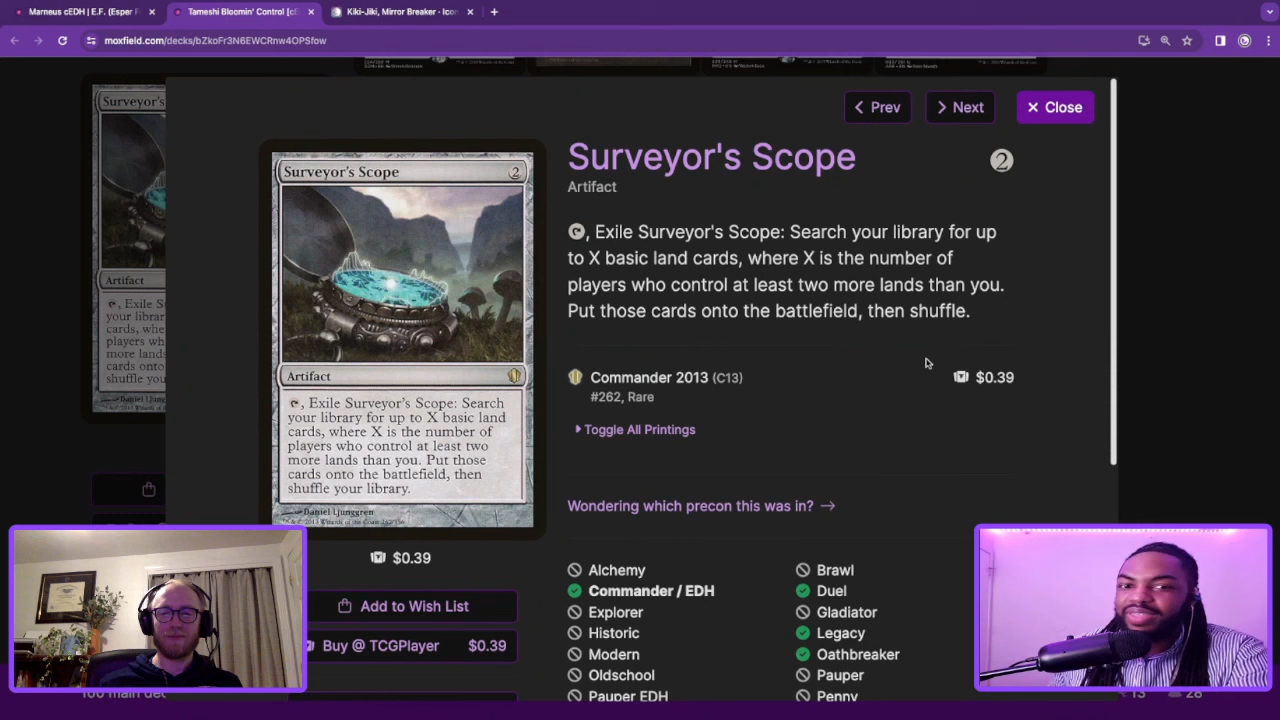 Marneus cEDH | E.F. (Esper F
Tameshi Bloomin' Control [cE
Kiki-Jiki, Mirror Breaker · Ico
moxfield.com/decks/bZkoFr3N6EWCRnw4OPSfow
Prev
Next
Close
Surveyor's
Artifact
Surveyor's Scope
2
Artifact
, Exile Surveyor's Scope: Search
your library for up to X basic land
cards, where X is the number of
players who control at least two
more lands than you. Put those
cards onto the battlefield, then
shuffle your library.
Daniel Ljunggren
Surveyor's Scope
2
Artifact
, Exile Surveyor's Scope: Search your library for up
to X basic land cards, where X is the number of
players who control at least two more lands than you.
Put those cards onto the battlefield, then shuffle.
Commander 2013 (C13)
$0.39
#262, Rare
Toggle All Printings
Wondering which precon this was in?
$0.39
Add to Wish List
Buy @ TCGPlayer $0.39
Alchemy
Commander / EDH
Explorer
Historic
Modern
Oldschool
Pauper EDH
Brawl
Duel
Gladiator
Legacy
Oathbreaker
Pauper
Penny